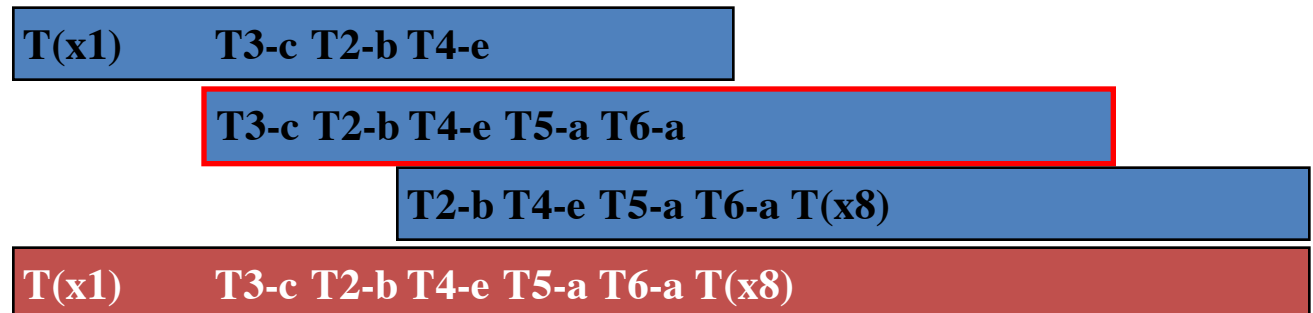 T(x1) T3-c T2-b T4-e
T3-c T2-b T4-e T5-a T6-a
T2-b T4-e T5-a T6-a T(x8)
T(x1) T3-c T2-b T4-e T5-a T6-a T(x8)